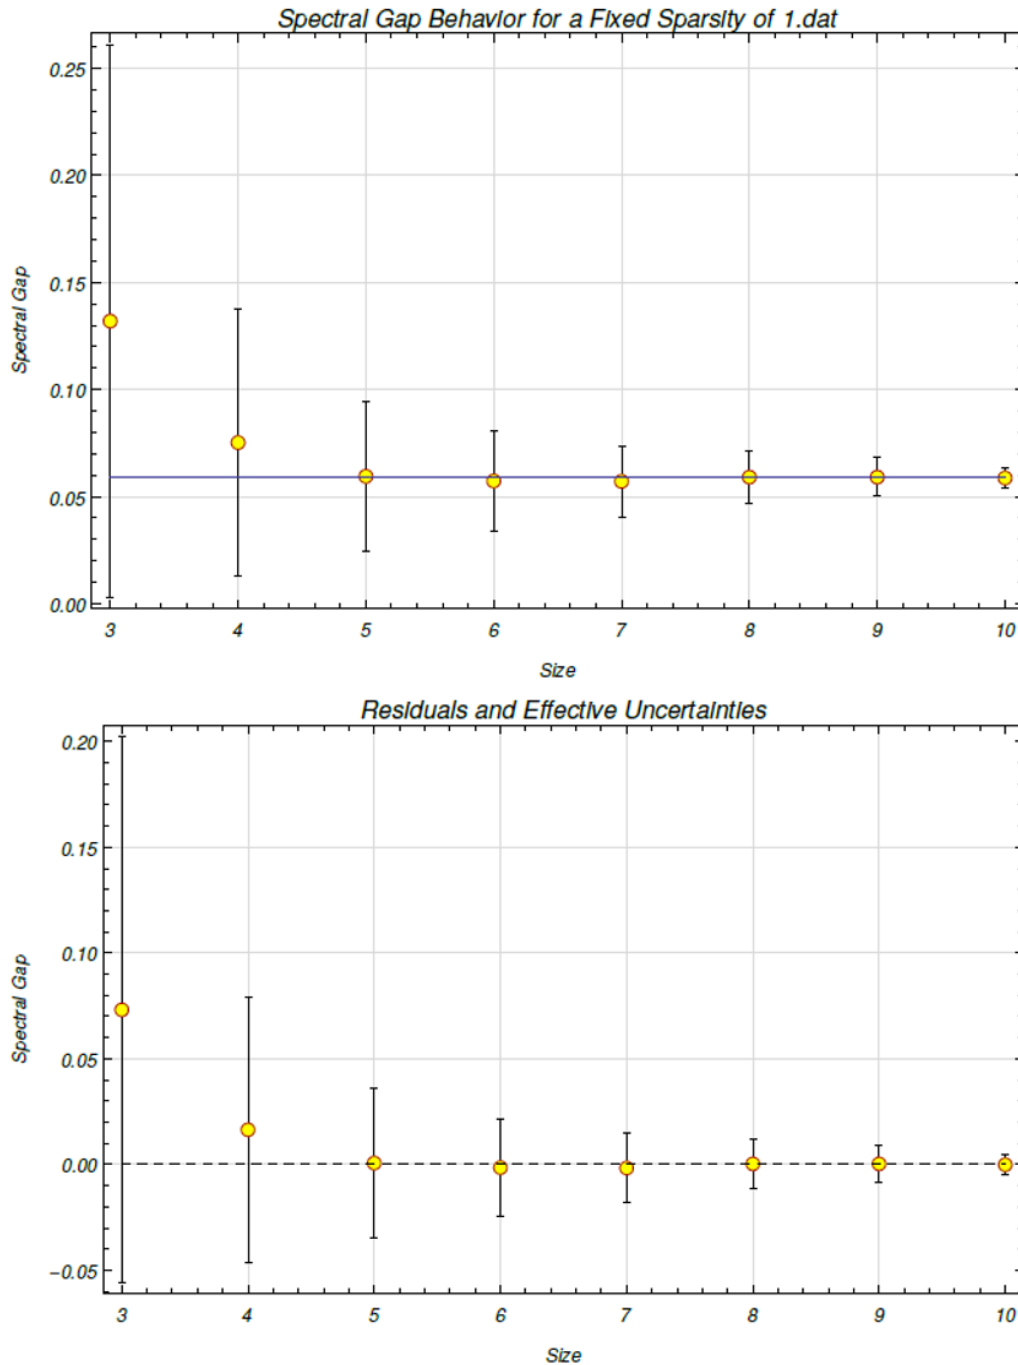 Spectral Gap Behavior for a Fixed Sparsity of 1.dat
0.25
0.20
0.15
0.10
0.05
0.00
Spectral Gap
3 4 5 6 7 8 9 10
Size
Residuals and Effective Uncertainties
0.20
0.15
0.10
0.05
0.00
−0.05
Spectral Gap
3 4 5 6 7 8 9 10
Size